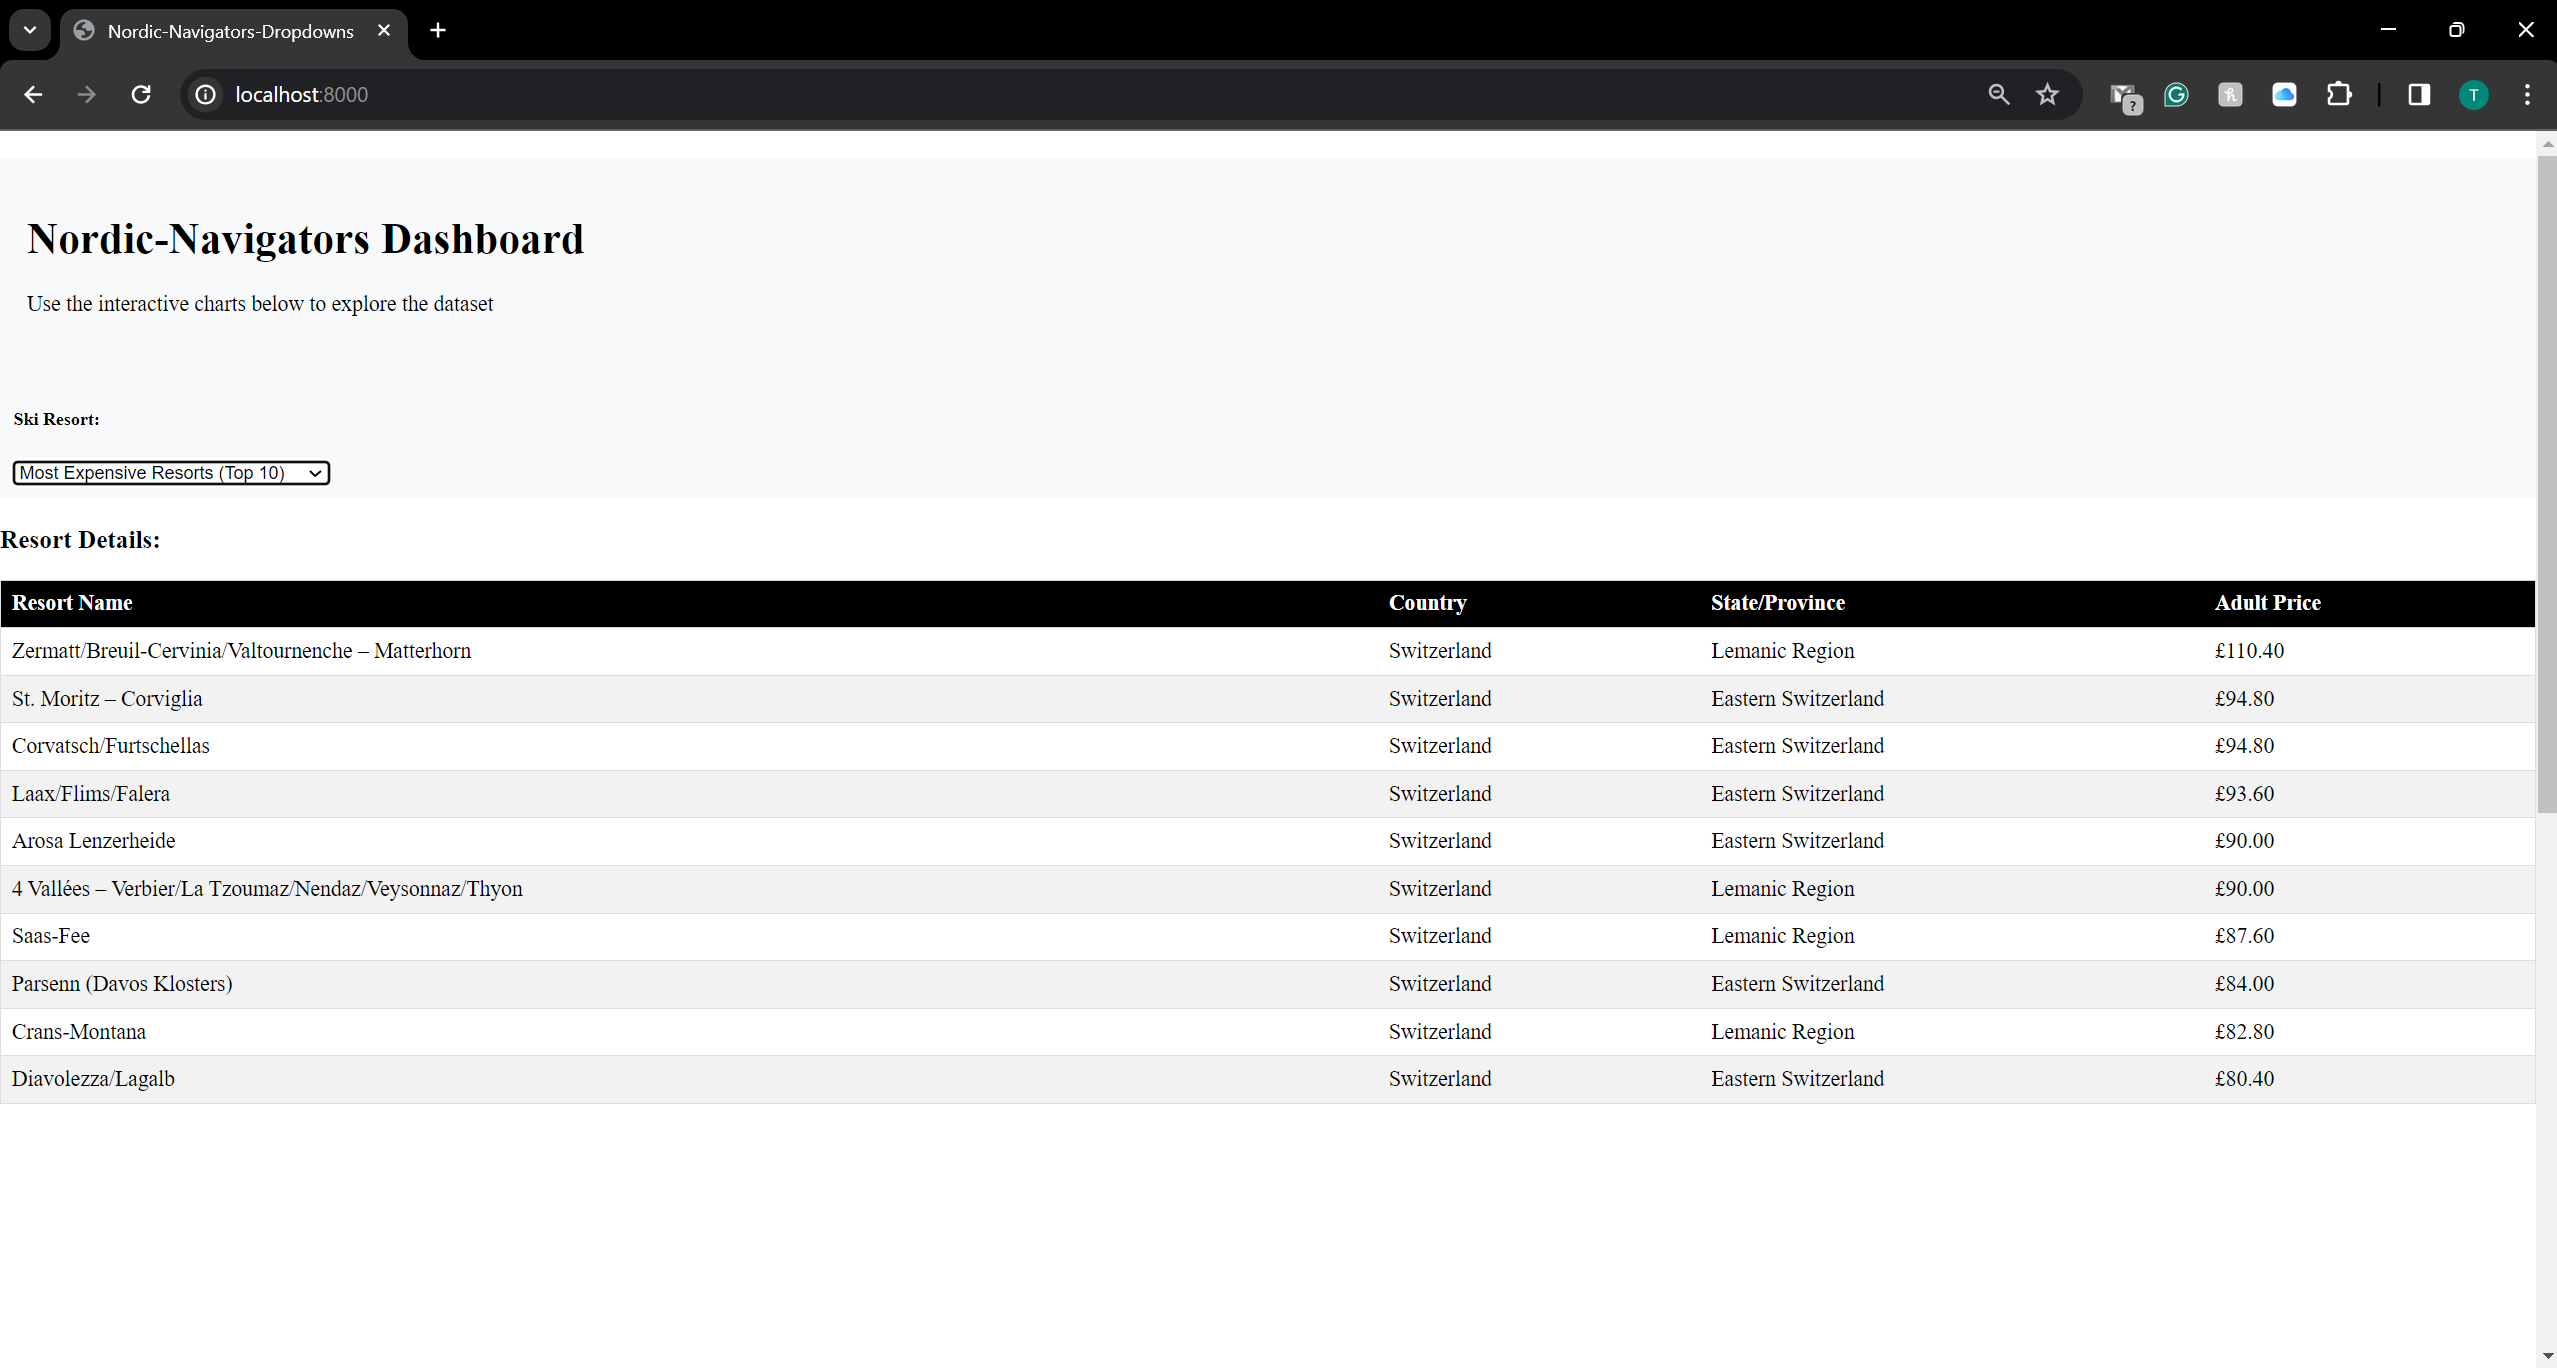 Nordic-Navigators-Dropdowns
localhost:8000
?
T
Nordic-Navigators Dashboard
Use the interactive charts below to explore the dataset
Ski Resort:
Most Expensive Resorts (Top 10)
Resort Details:
Resort Name Country State/Province Adult Price
Zermatt/Breuil-Cervinia/Valtournenche – Matterhorn Switzerland Lemanic Region £110.40
St. Moritz – Corviglia Switzerland Eastern Switzerland £94.80
Corvatsch/Furtschellas Switzerland Eastern Switzerland £94.80
Laax/Flims/Falera Switzerland Eastern Switzerland £93.60
Arosa Lenzerheide Switzerland Eastern Switzerland £90.00
4 Vallées – Verbier/La Tzoumaz/Nendaz/Veysonnaz/Thyon Switzerland Lemanic Region £90.00
Saas-Fee Switzerland Lemanic Region £87.60
Parsenn (Davos Klosters) Switzerland Eastern Switzerland £84.00
Crans-Montana Switzerland Lemanic Region £82.80
Diavolezza/Lagalb Switzerland Eastern Switzerland £80.40